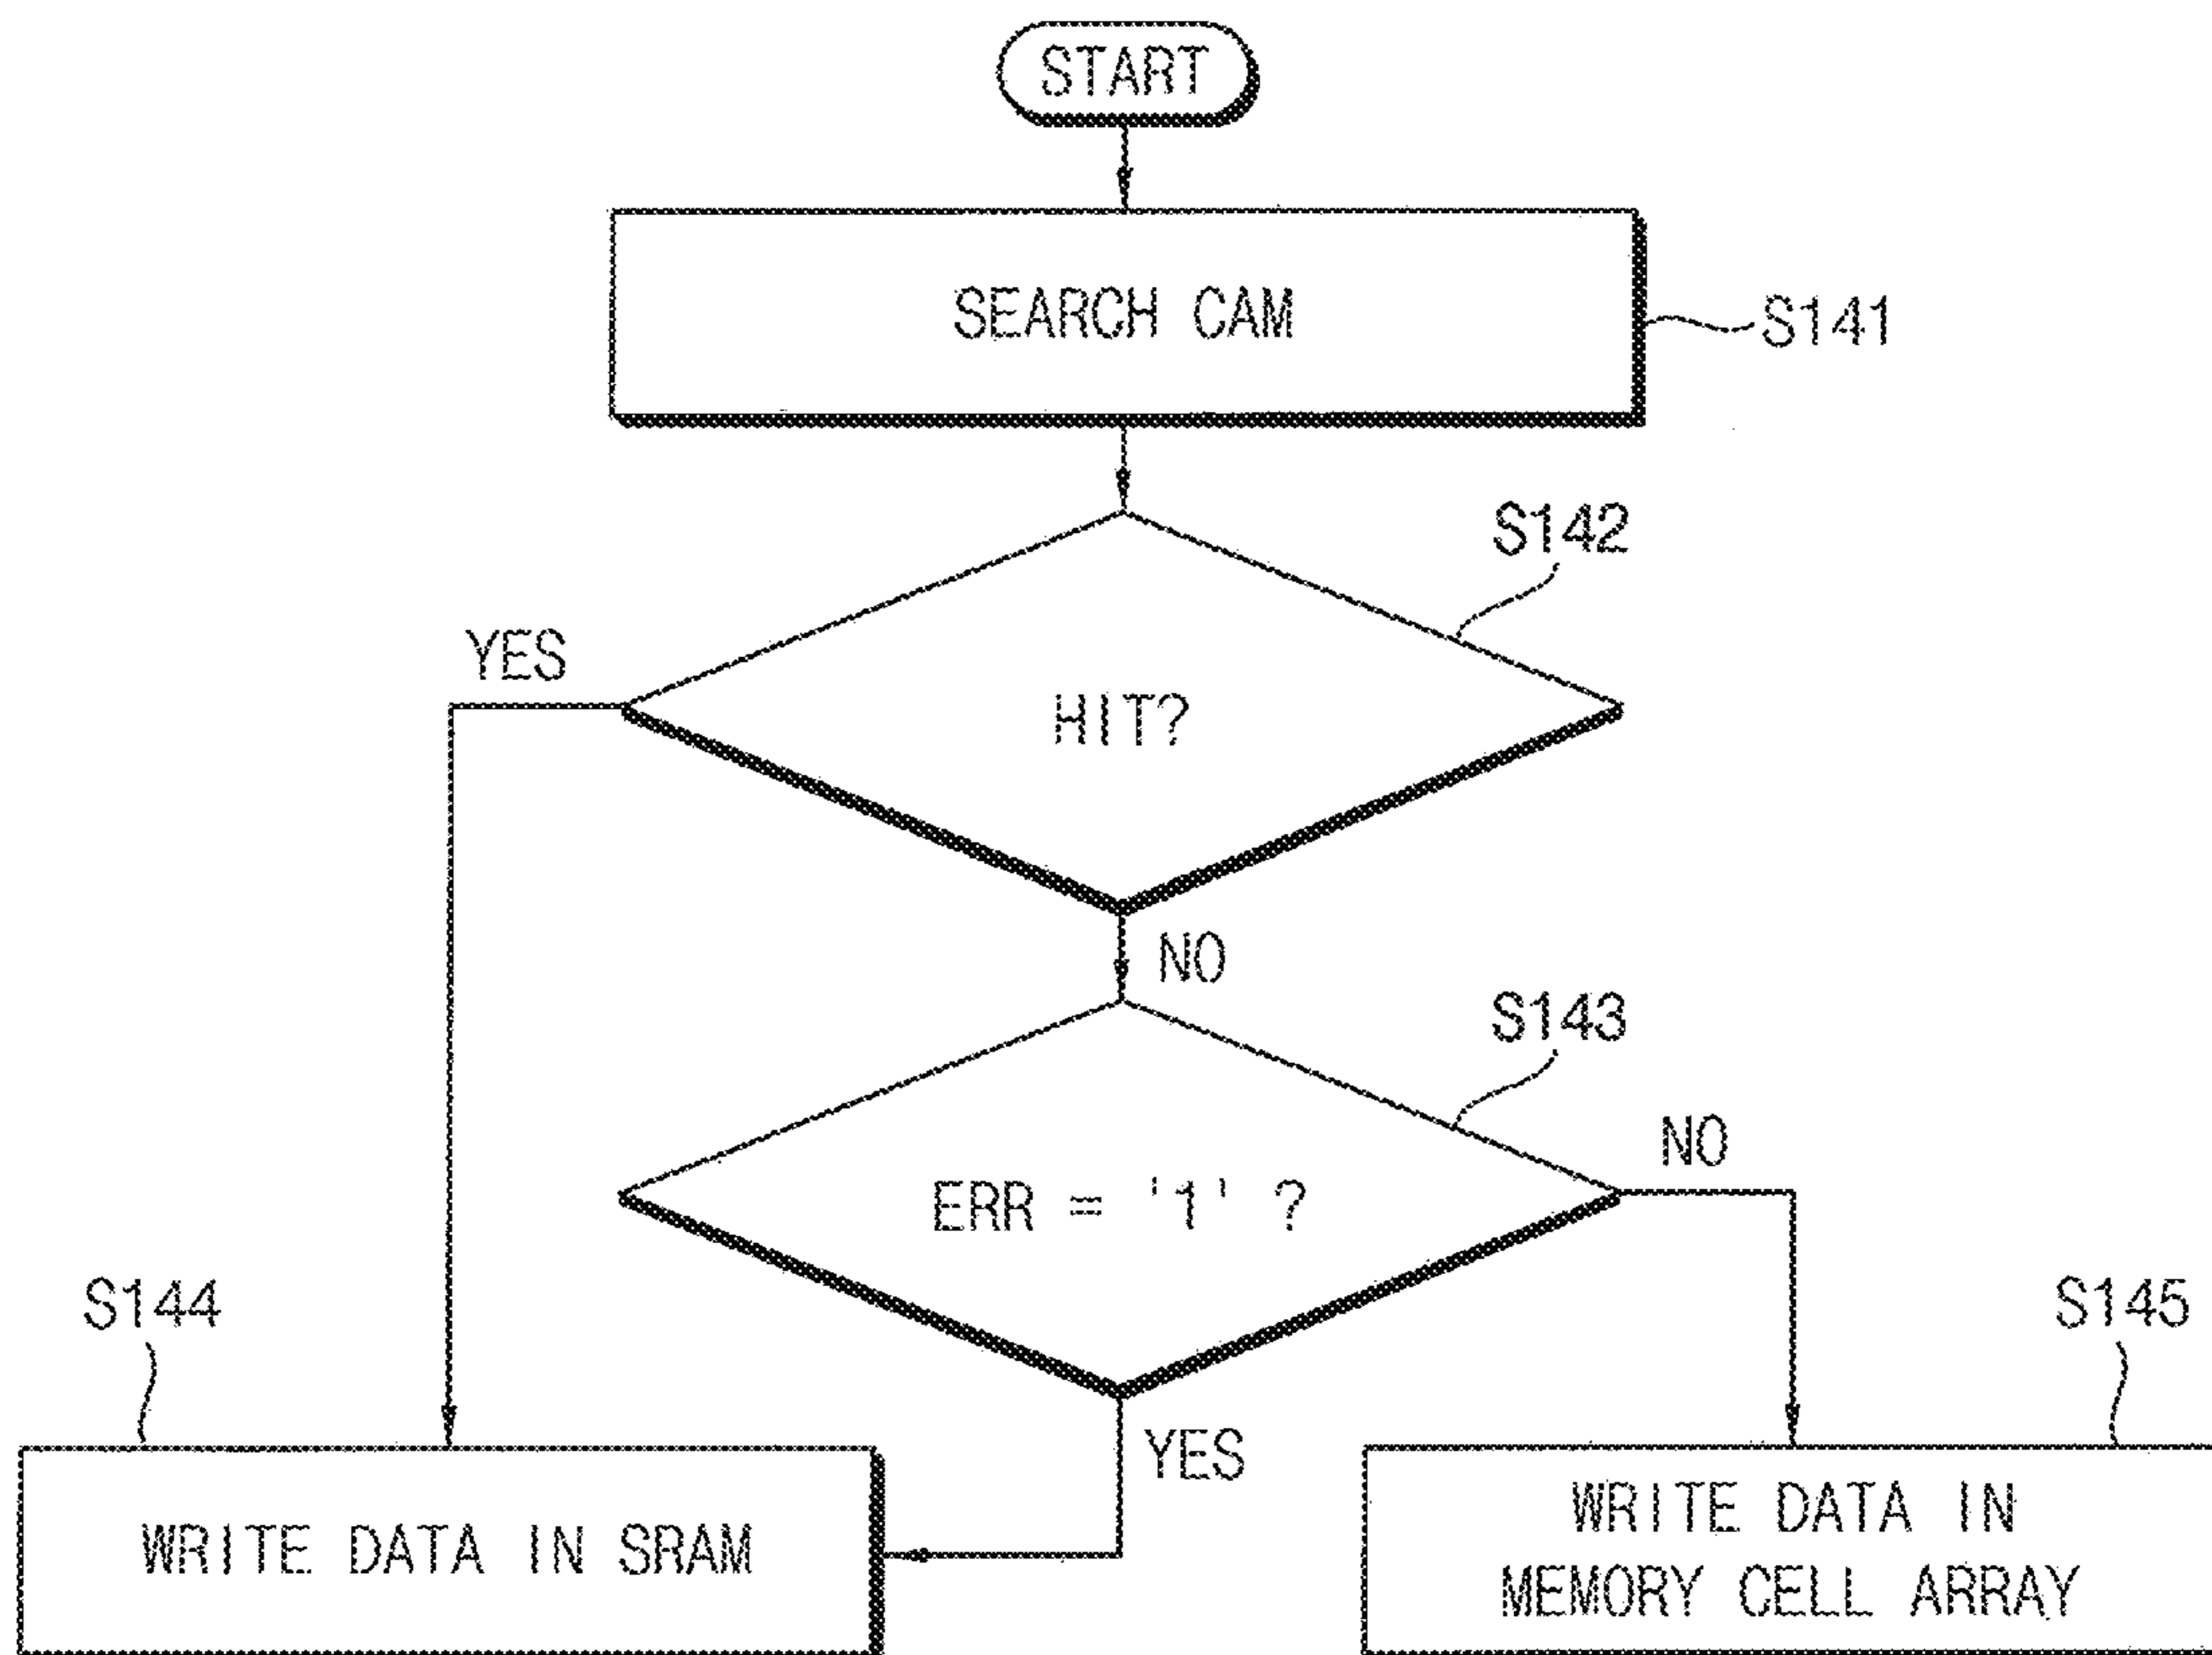 START
SEARCH CAM
S141
S142
YES
HIT?
NO
S143
NO
ERR = '1' ?
S144
S145
YES
WRITE DATA IN SRAM
WRITE DATA IN
MEMORY CELL ARRAY